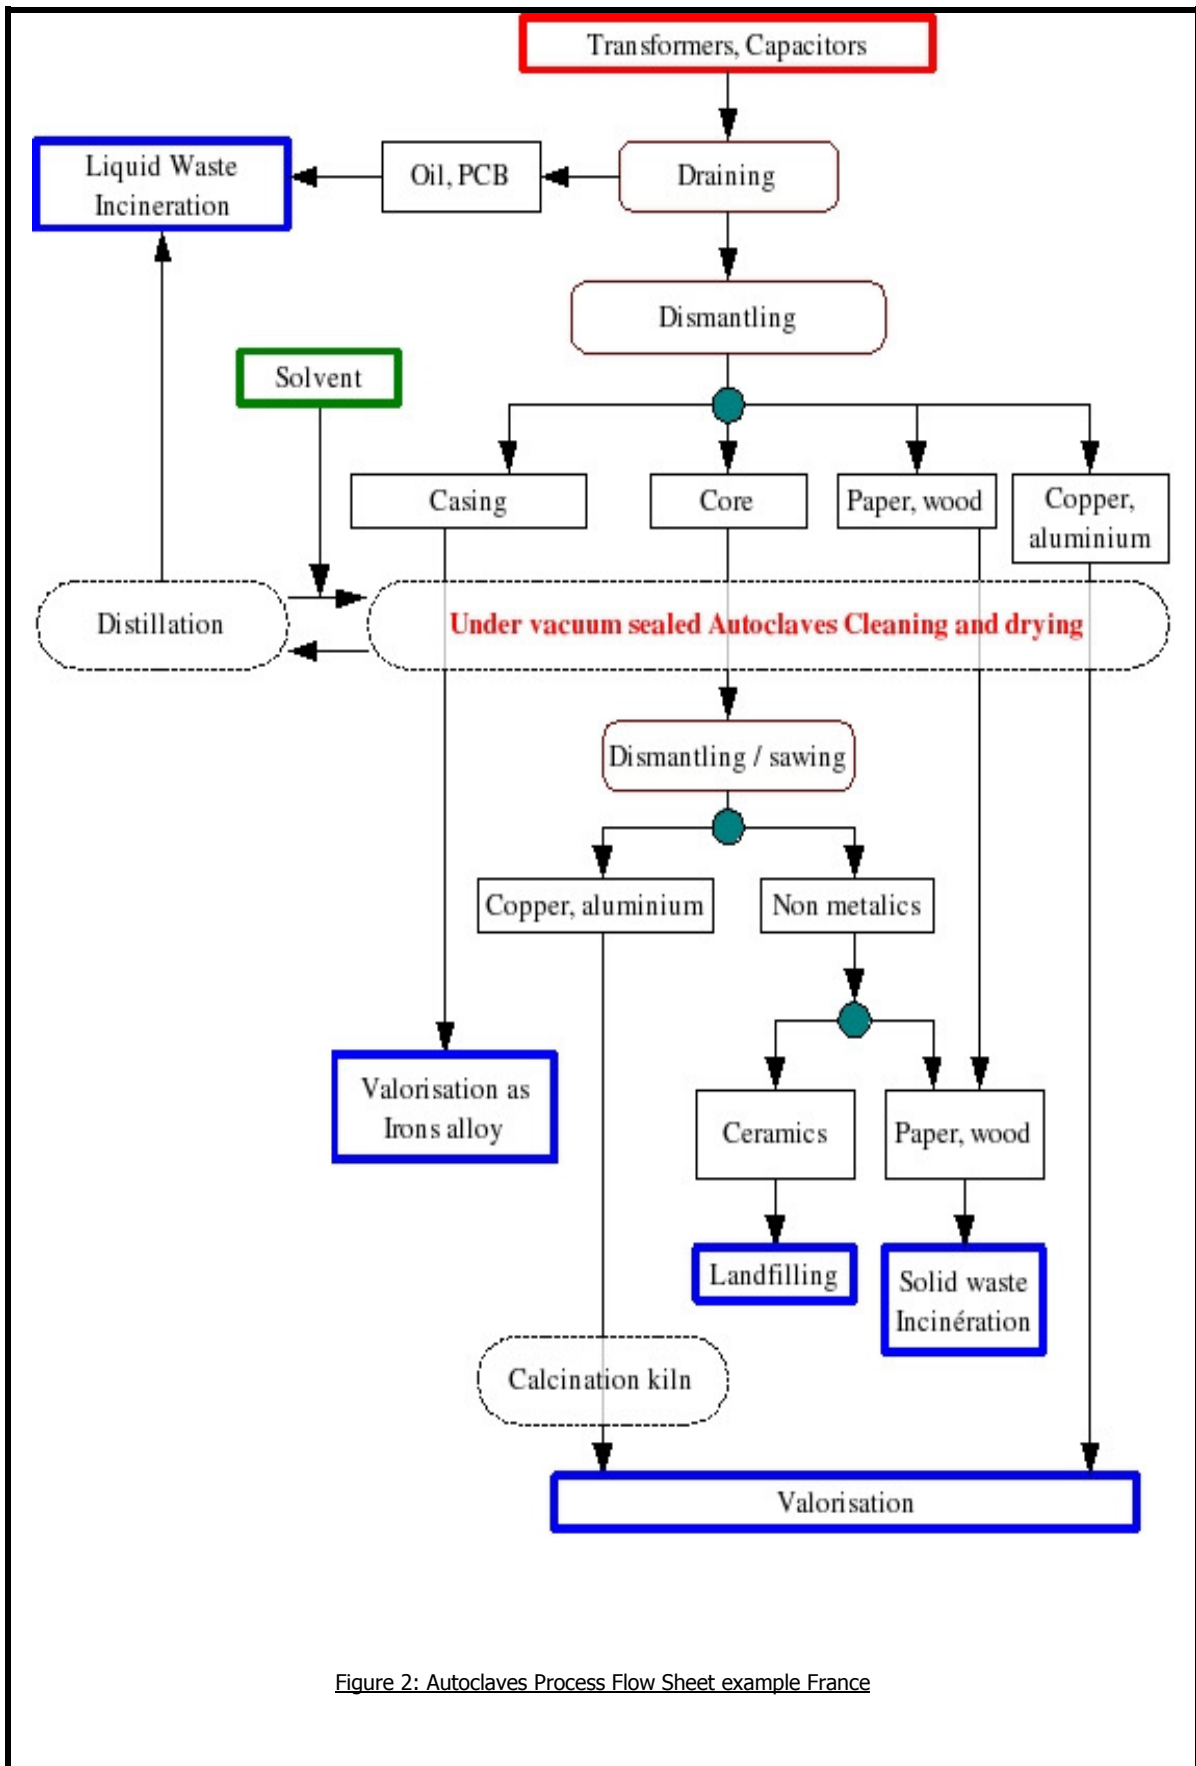 Transformers, Capacitors
Liquid Waste
Incineration
Oil, PCB
Draining
Dismantling
Solvent
Casing
Core
Paper, wood
Copper,
aluminium
Distillation
Under vacuum sealed Autoclaves Cleaning and drying
Dismantling / sawing
Copper, aluminium
Non metalics
Valorisation as
Irons alloy
Ceramics
Paper, wood
Landfilling
Solid waste
Incinération
Calcination kiln
Valorisation
Figure 2: Autoclaves Process Flow Sheet example France